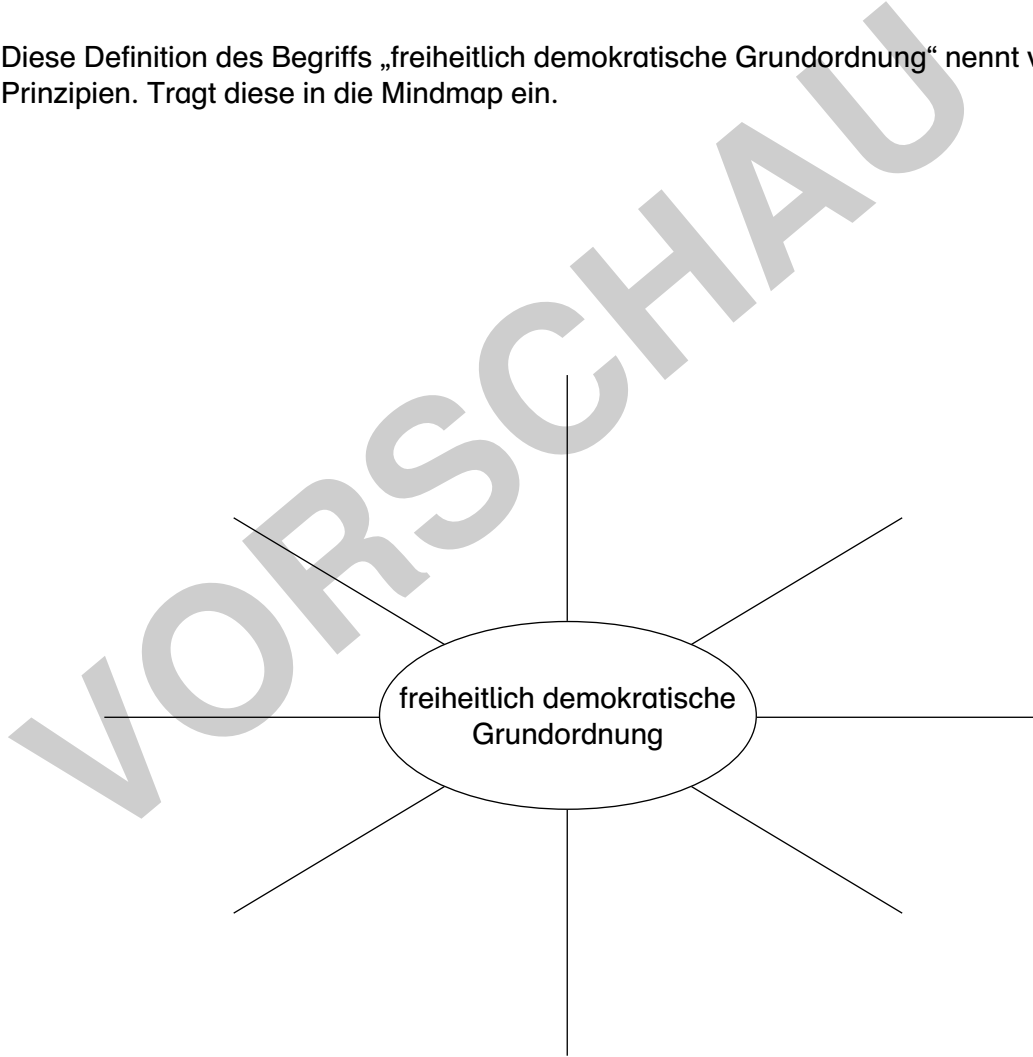 Diese Definition des Begriffs „freiheitlich demokratische Grundordnung“ nennt
Prinzipien. Tragt diese in die Mindmap ein.
VORSCHAU
freiheitlich demokratische
Grundordnung